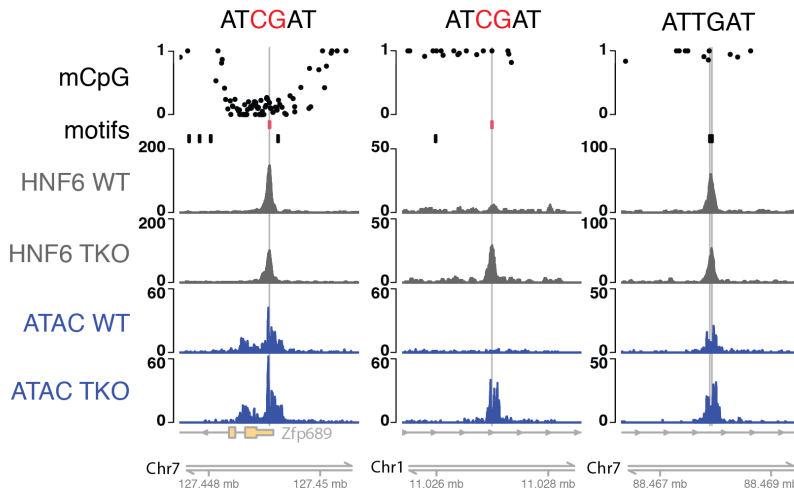 ATCGAT ATCGAT ATTGAT
mCpG 1 0 1 0 1 0
motifs
HNF6 WT 200 0 50 0 100 0
HNF6 TKO 200 0 50 0 100 0
ATAC WT 60 0 60 0 50 0
ATAC TKO 60 0 60 0 50 0
Zfp689
Chr7 Chr1 Chr7
127.448 mb 127.45 mb 11.026 mb 11.028 mb 88.467 mb 88.469 mb